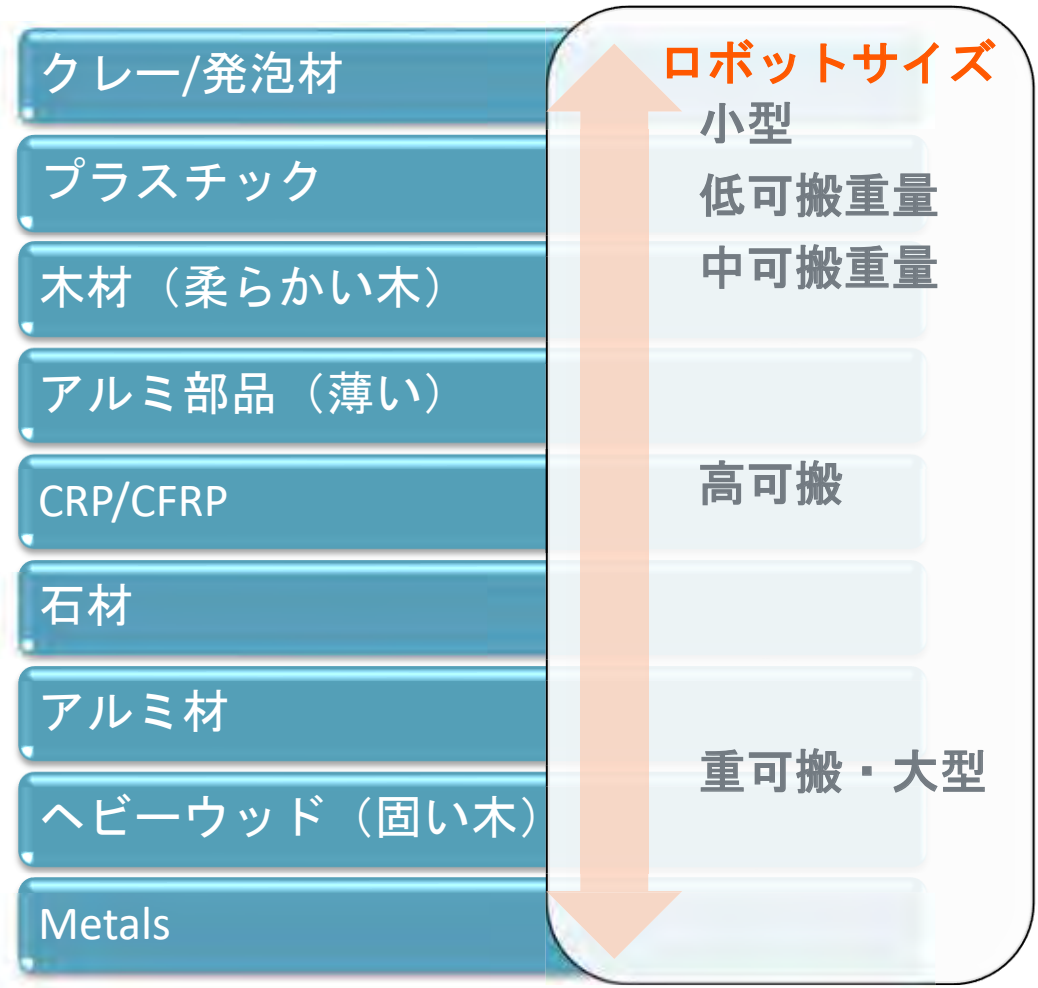 クレー/発泡材
プラスチック
木材（柔らかい木）
アルミ部品（薄い）
CRP/CFRP
石材
アルミ材
ヘビーウッド（固い木）
Metals
ロボットサイズ
小型
低可搬重量
中可搬重量
高可搬
重可搬・大型